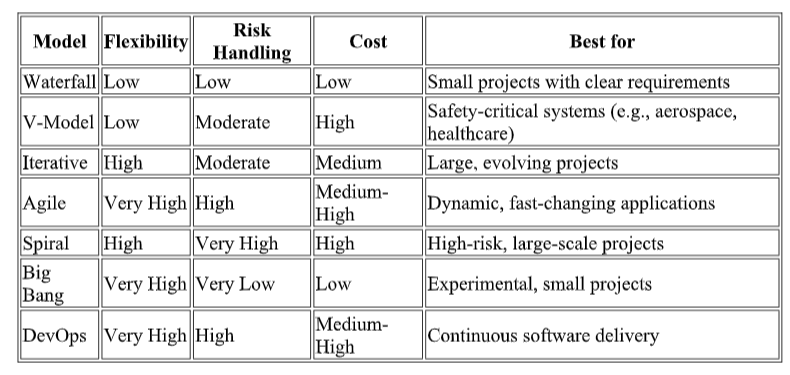 Model Flexibility Risk Handling Cost Best for
Waterfall Low Low Low Small projects with clear requirements
V-Model Low Moderate High Safety-critical systems (e.g., aerospace, healthcare)
Iterative High Moderate Medium Large, evolving projects
Agile Very High High Medium-High Dynamic, fast-changing applications
Spiral High Very High High High-risk, large-scale projects
Big Bang Very High Very Low Low Experimental, small projects
DevOps Very High High Medium-High Continuous software delivery